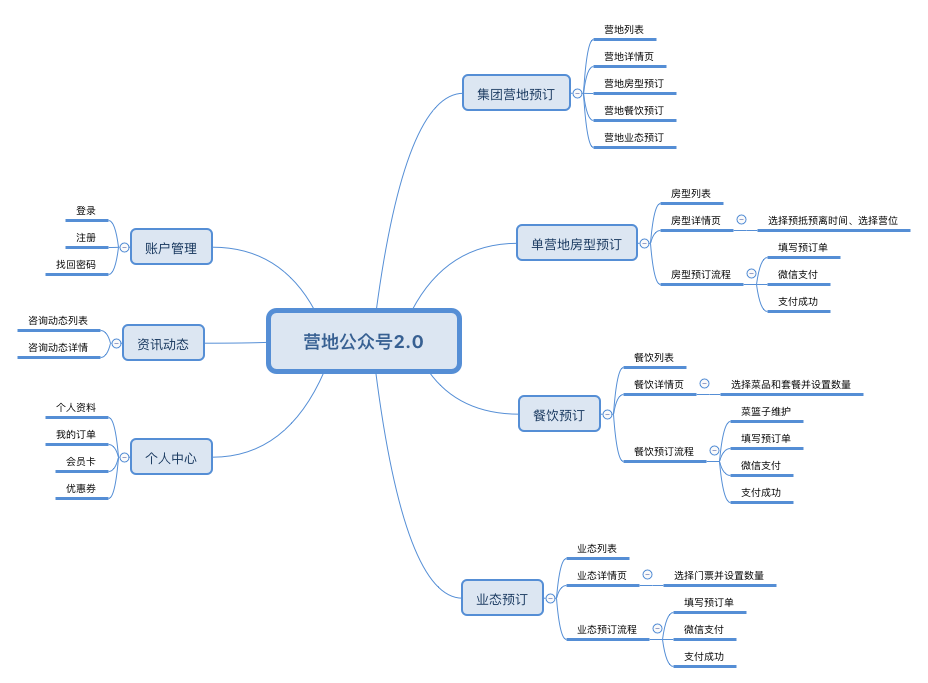 营地公众号2.0
集团营地预订
营地列表
营地详情页
营地房型预订
营地餐饮预订
营地业态预订
单营地房型预订
房型列表
房型详情页
选择预抵预离时间、选择营位
房型预订流程
填写预订单
微信支付
支付成功
餐饮预订
餐饮列表
餐饮详情页
选择菜品和套餐并设置数量
餐饮预订流程
菜篮子维护
填写预订单
微信支付
支付成功
业态预订
业态列表
业态详情页
选择门票并设置数量
业态预订流程
填写预订单
微信支付
支付成功
账户管理
登录
注册
找回密码
资讯动态
咨询动态列表
咨询动态详情
个人中心
个人资料
我的订单
会员卡
优惠券